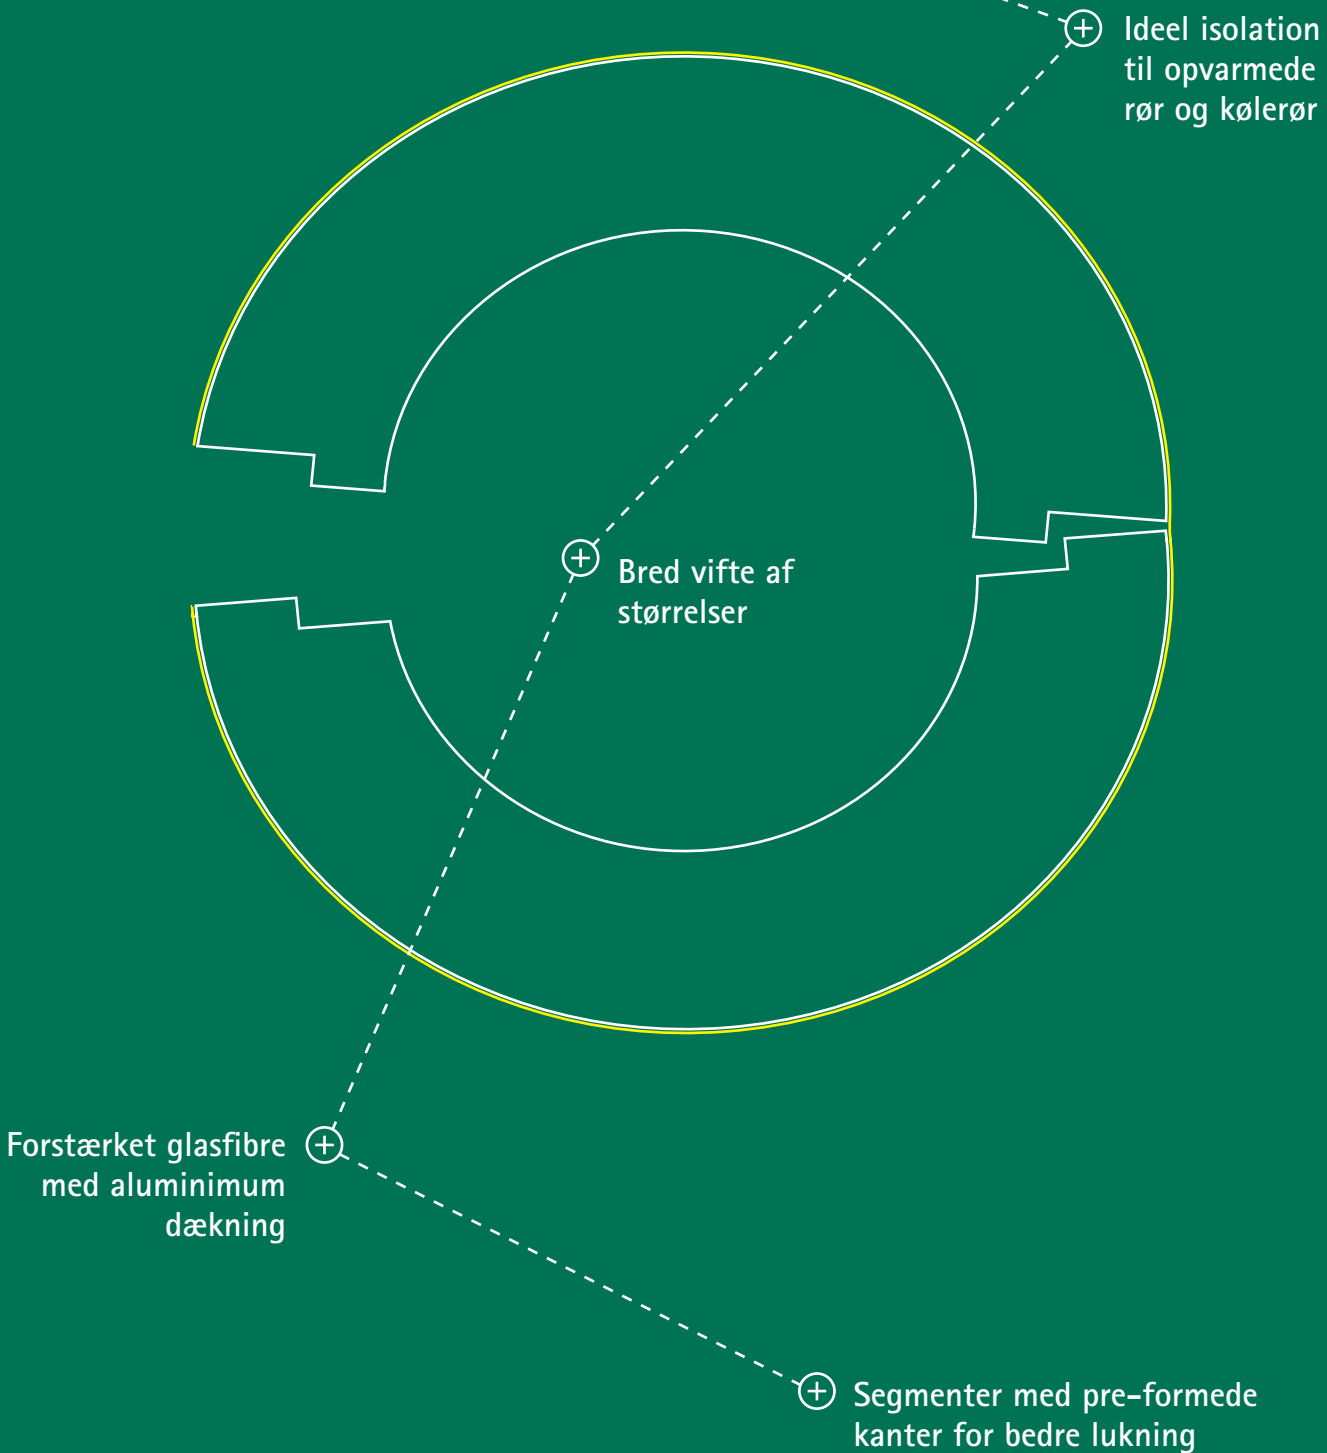 Ideel isolation
til opvarmede
rør og kølerør
Bred vifte af
størrelser
Forstærket glasfibre
med aluminimum
dækning
Segmenter med pre-formede
kanter for bedre lukning